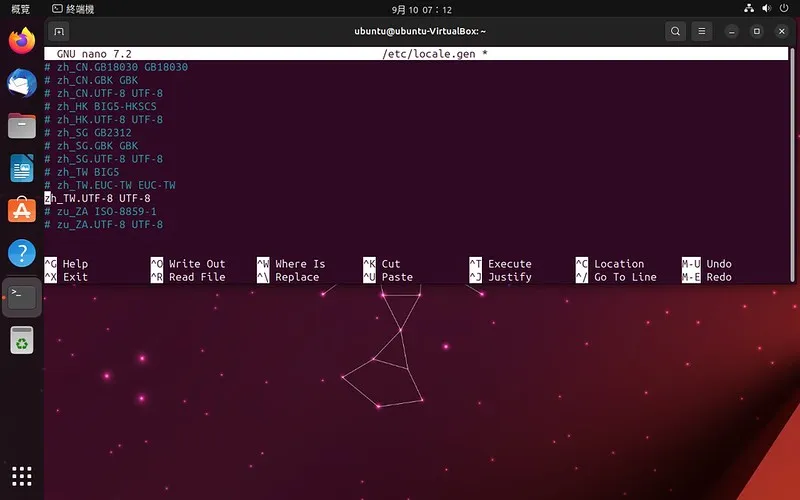 概覽 終端機 9月 10 07：12
ubuntu@ubuntu-VirtualBox: ~
GNU nano 7.2 /etc/locale.gen *
# zh_CN.GB18030 GB18030
# zh_CN.GBK GBK
# zh_CN.UTF-8 UTF-8
# zh_HK BIG5-HKSCS
# zh_HK.UTF-8 UTF-8
# zh_SG GB2312
# zh_SG.GBK GBK
# zh_SG.UTF-8 UTF-8
# zh_TW BIG5
# zh_TW.EUC-TW EUC-TW
zh_TW.UTF-8 UTF-8
# zu_ZA ISO-8859-1
# zu_ZA.UTF-8 UTF-8
^G Help ^O Write Out ^W Where Is ^K Cut ^T Execute ^C Location M-U Undo
^X Exit ^R Read File ^\ Replace ^U Paste ^J Justify ^/ Go To Line M-E Redo